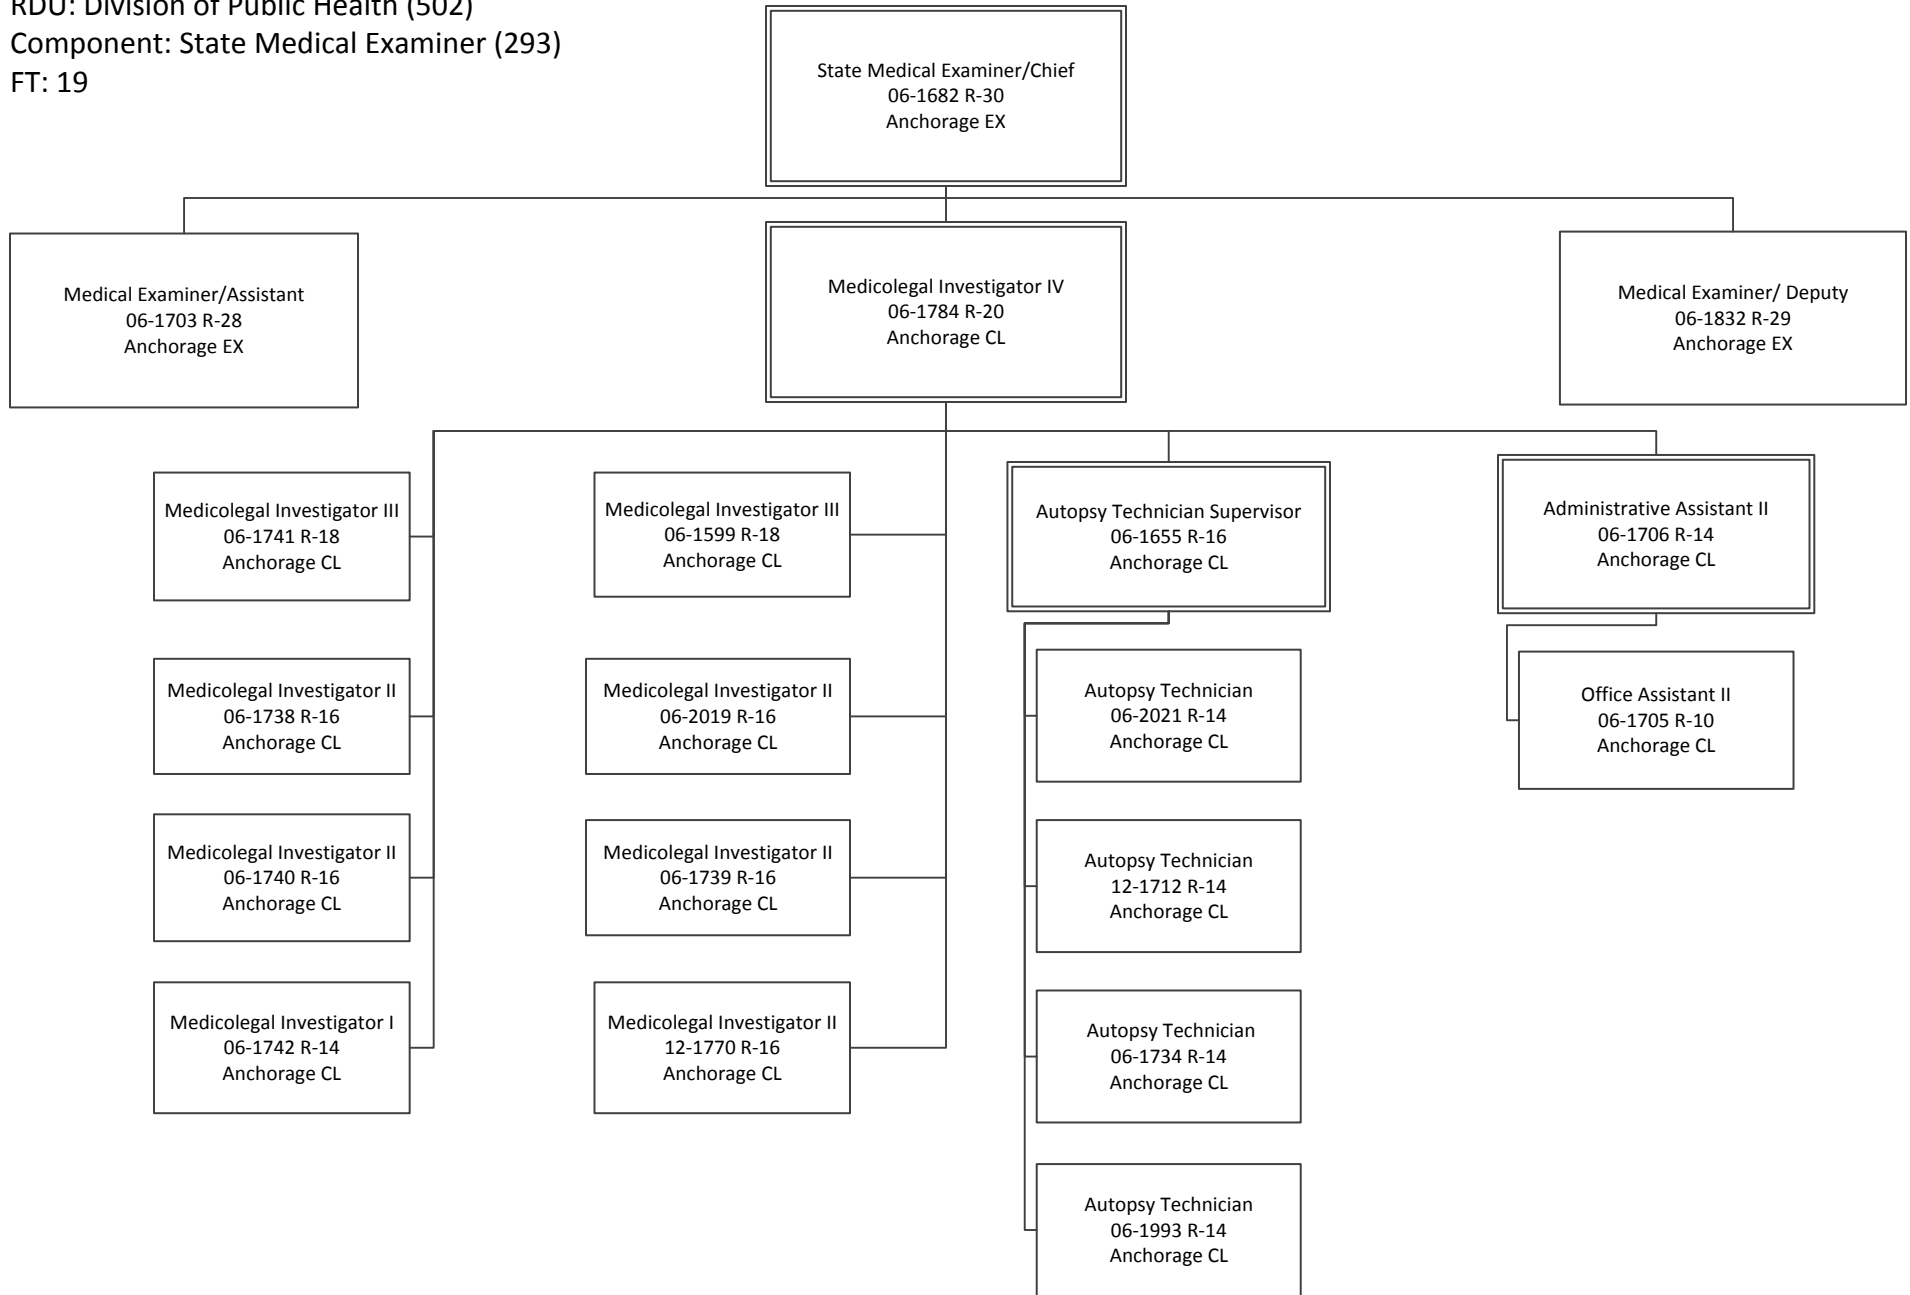 RDU: Division of Public Health (502)
Component: State Medical Examiner (293)
FT: 19
State Medical Examiner/Chief
06-1682 R-30
Anchorage EX
Medical Examiner/Assistant
06-1703 R-28
Anchorage EX
Medicolegal Investigator IV
06-1784 R-20
Anchorage CL
Medical Examiner/ Deputy
06-1832 R-29
Anchorage EX
Medicolegal Investigator III
06-1741 R-18
Anchorage CL
Medicolegal Investigator III
06-1599 R-18
Anchorage CL
Autopsy Technician Supervisor
06-1655 R-16
Anchorage CL
Administrative Assistant II
06-1706 R-14
Anchorage CL
Medicolegal Investigator II
06-1738 R-16
Anchorage CL
Medicolegal Investigator II
06-2019 R-16
Anchorage CL
Autopsy Technician
06-2021 R-14
Anchorage CL
Office Assistant II
06-1705 R-10
Anchorage CL
Medicolegal Investigator II
06-1740 R-16
Anchorage CL
Medicolegal Investigator II
06-1739 R-16
Anchorage CL
Autopsy Technician
12-1712 R-14
Anchorage CL
Medicolegal Investigator I
06-1742 R-14
Anchorage CL
Medicolegal Investigator II
12-1770 R-16
Anchorage CL
Autopsy Technician
06-1734 R-14
Anchorage CL
Autopsy Technician
06-1993 R-14
Anchorage CL